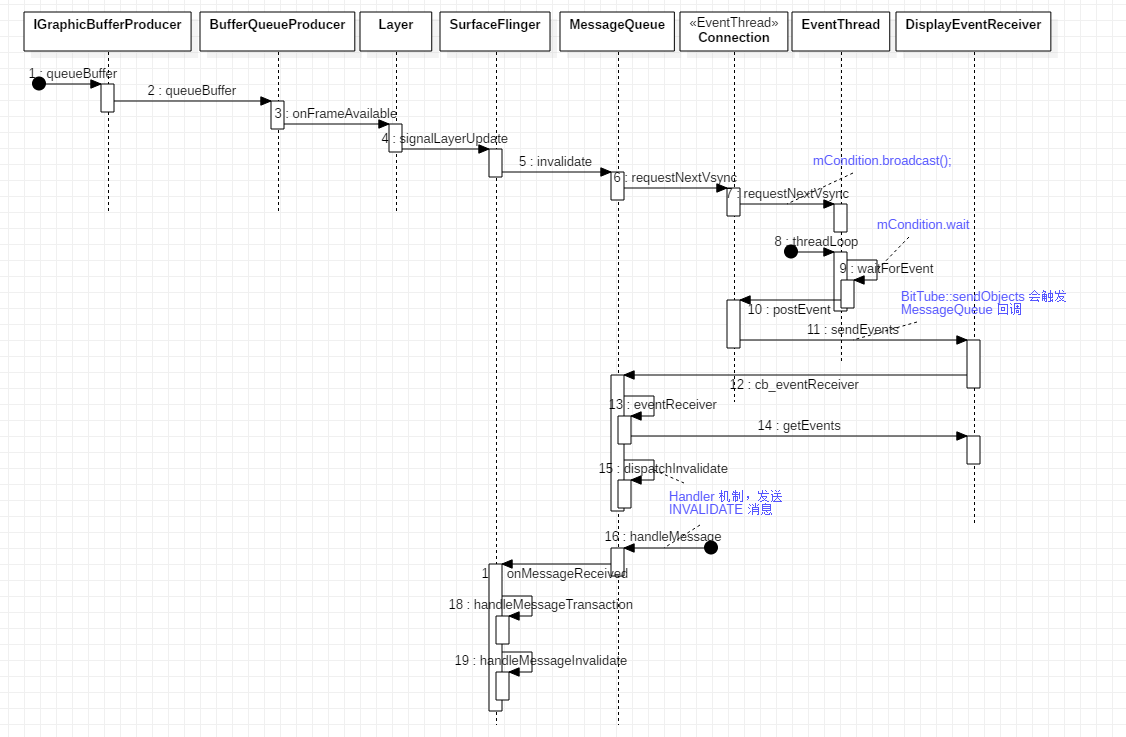 IGraphicBufferProducer
BufferQueueProducer
Layer
SurfaceFlinger
MessageQueue
«EventThread»
Connection
EventThread
DisplayEventReceiver
1 : queueBuffer
2 : queueBuffer
3 : onFrameAvailable
4 : signalLayerUpdate
5 : invalidate
mCondition.broadcast();
6 : requestNextVsync
7 : requestNextVsync
mCondition.wait
8 : threadLoop
9 : waitForEvent
BitTube::sendObjects 会触发
MessageQueue 回调
10 : postEvent
11 : sendEvents
12 : cb_eventReceiver
13 : eventReceiver
14 : getEvents
15 : dispatchInvalidate
Handler 机制，发送
INVALIDATE 消息
16 : handleMessage
1 onMessageReceived
18 : handleMessageTransaction
19 : handleMessageInvalidate